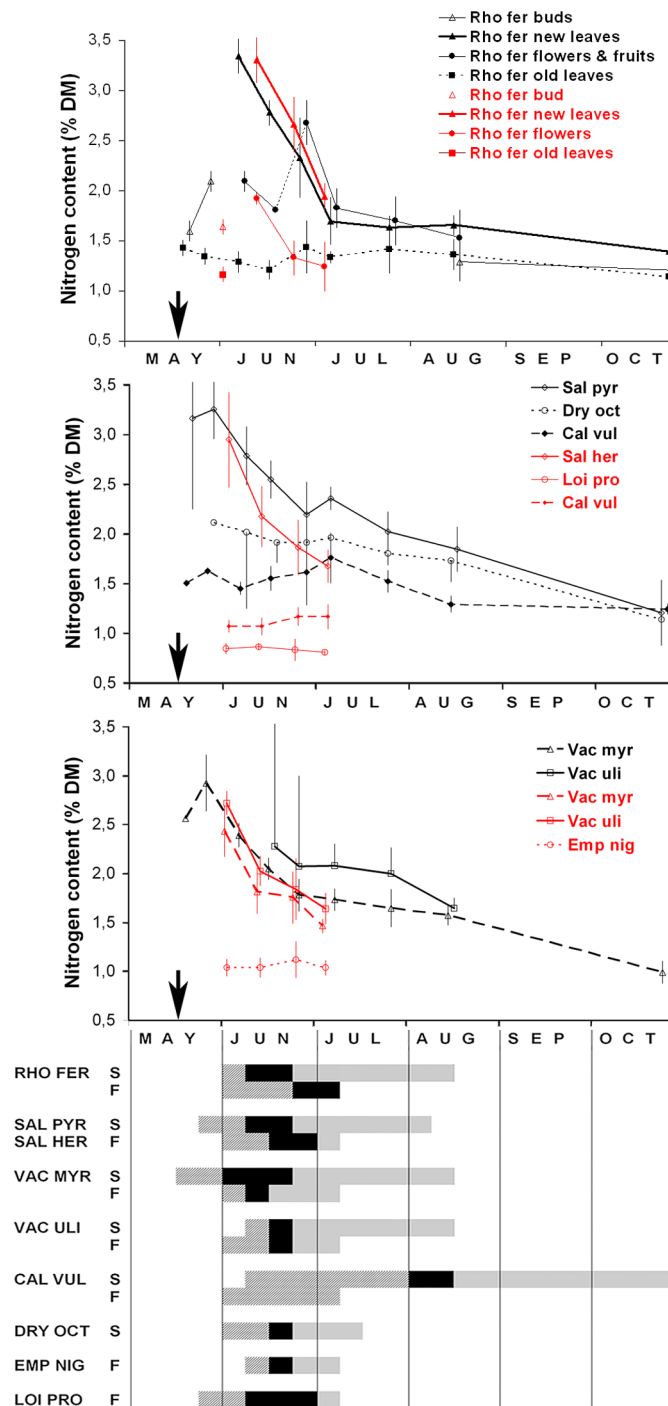 Rho fer buds
Rho fer new leaves
Rho fer flowers & fruits
Rho fer old leaves
Rho fer bud
Rho fer new leaves
Rho fer flowers
Rho fer old leaves
Nitrogen content (% DM)
3,5
3,0
2,5
2,0
1,5
1,0
0,5
M A Y J U N J U L A U G S E P O C T
Sal pyr
Dry oct
Cal vul
Sal her
Loi pro
Cal vul
Nitrogen content (% DM)
3,5
3,0
2,5
2,0
1,5
1,0
0,5
M A Y J U N J U L A U G S E P O C T
Vac myr
Vac uli
Vac myr
Vac uli
Emp nig
Nitrogen content (% DM)
3,5
3,0
2,5
2,0
1,5
1,0
0,5
M A Y J U N J U L A U G S E P O C T
RHO FER S
F
SAL PYR S
SAL HER F
VAC MYR S
F
VAC ULI S
F
CAL VUL S
F
DRY OCT S
EMP NIG F
LOI PRO F